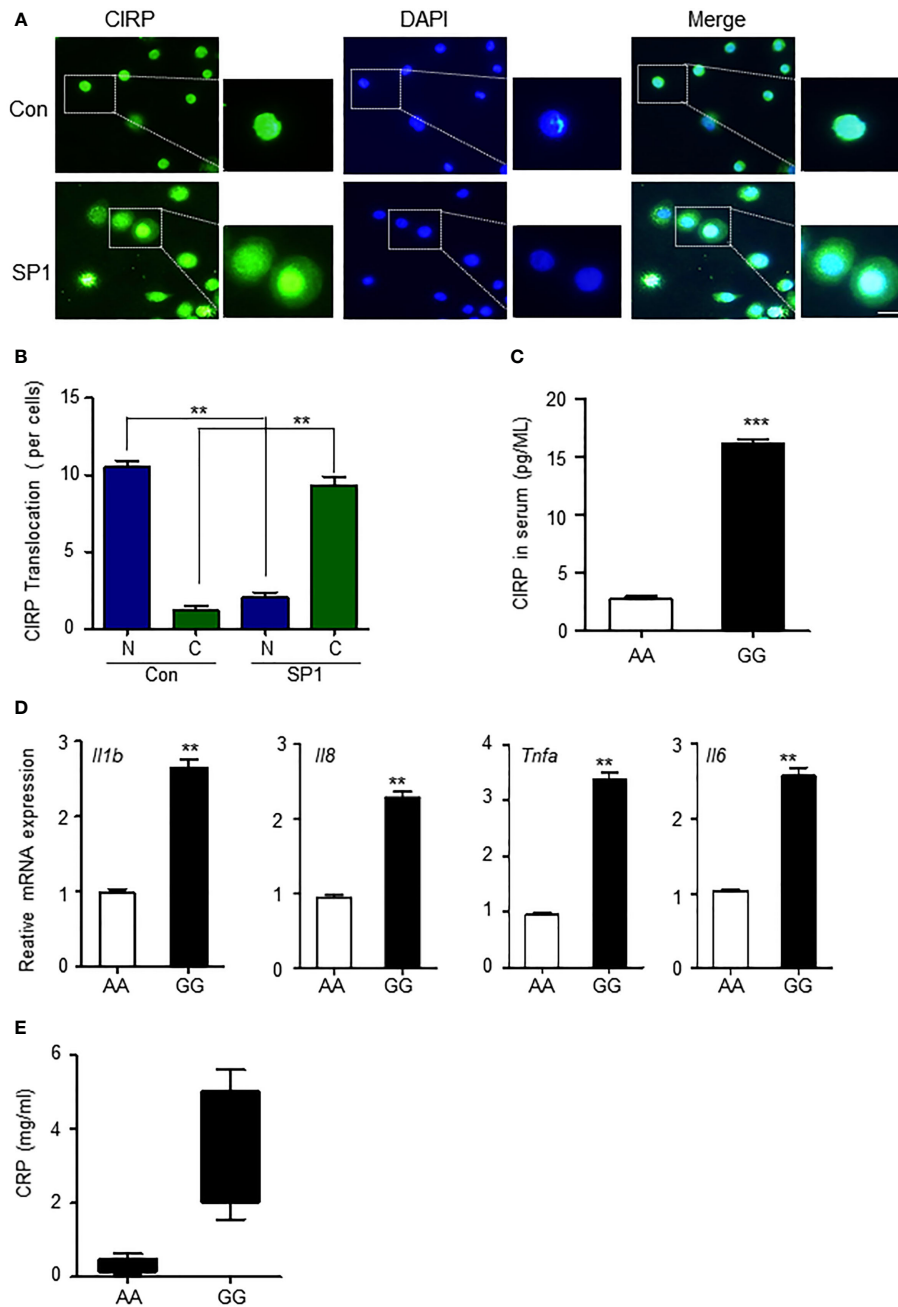 A
CIRP DAPI Merge
Con
SP1
B
CIRP Translocation ( per cells)
15
10
5
0
** **
N C N C
Con SP1
C
CIRP in serum (pg/ML)
20
15
10
5
0
***
AA GG
D
Reative mRNA expression
3
2
1
0
Il1b
**
AA GG
3
2
1
0
Il8
**
AA GG
4
3
2
1
0
Tnfa
**
AA GG
3
2
1
0
Il6
**
AA GG
E
CRP (mg/ml)
6
4
2
0
AA GG